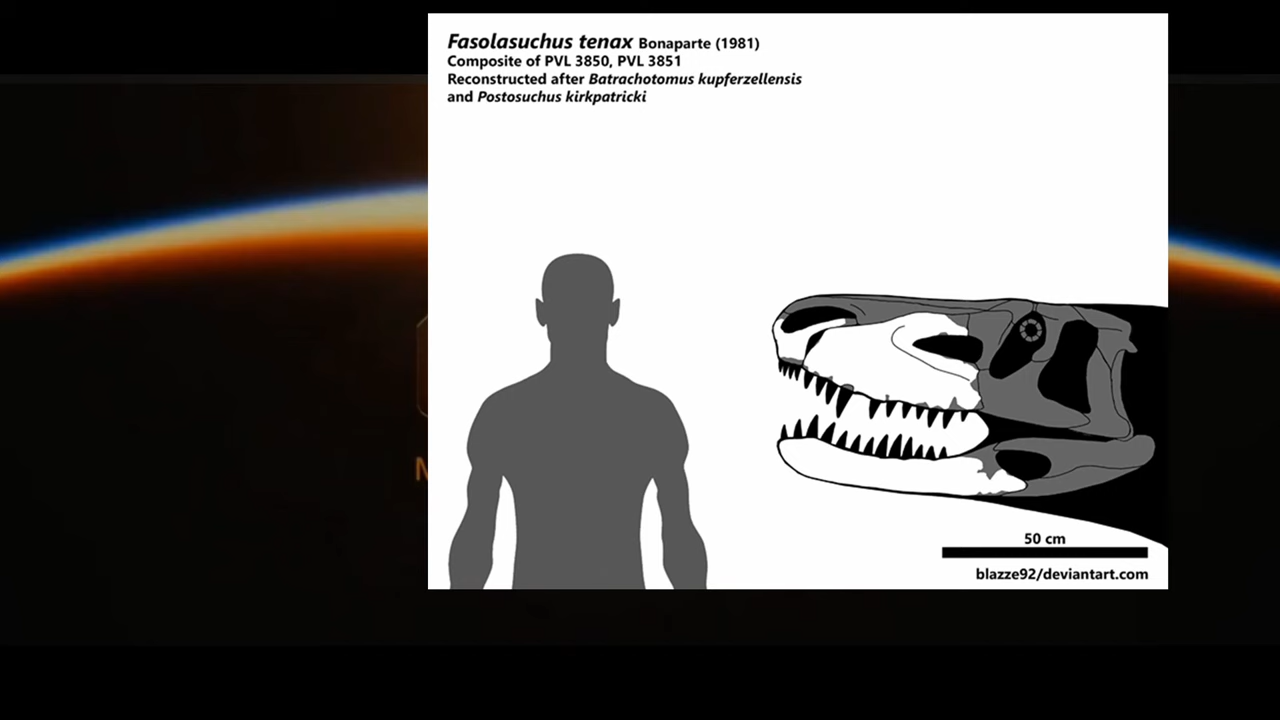 Fasolasuchus tenax Bonaparte (1981)
Composite of PVL 3850, PVL 3851
Reconstructed after Batrachotomus kupferzellensis
and Postosuchus kirkpatricki
50 cm
blazze92/deviantart.com